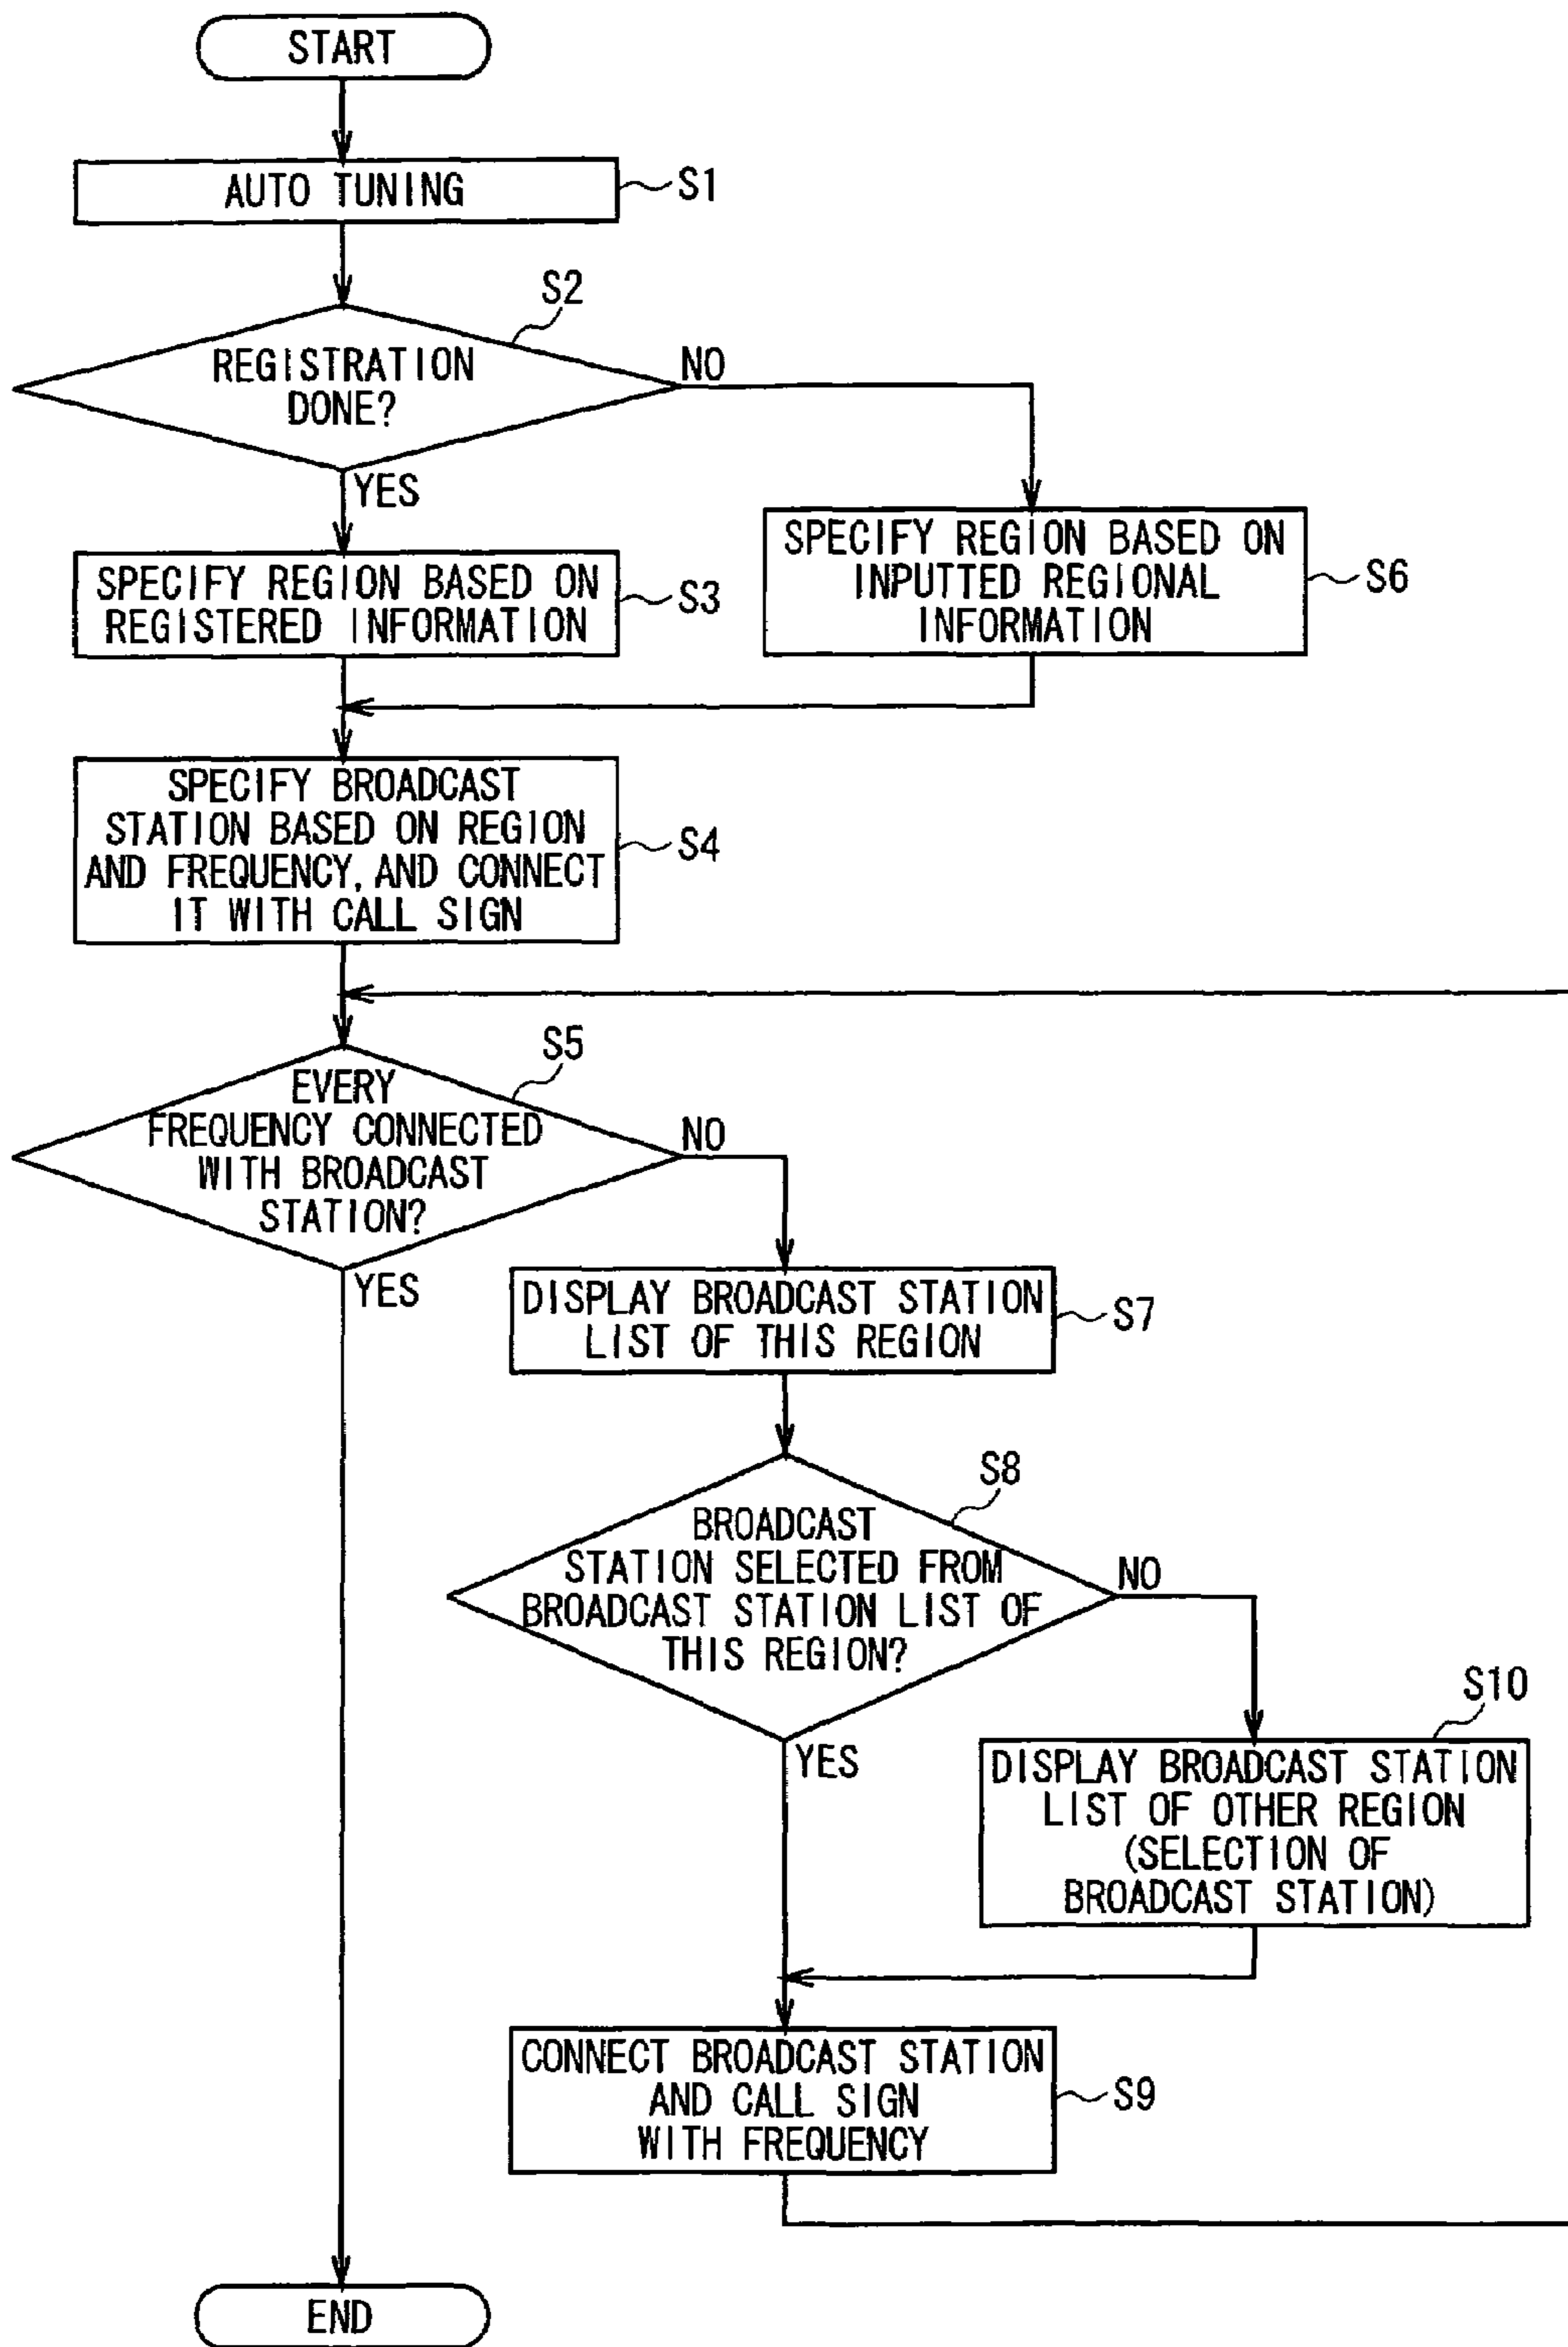 START
AUTO TUNING
S1
S2
REGISTRATION
DONE?
NO
YES
SPECIFY REGION BASED ON
REGISTERED INFORMATION
S3
SPECIFY REGION BASED ON
INPUTTED REGIONAL
INFORMATION
S6
SPECIFY BROADCAST
STATION BASED ON REGION
AND FREQUENCY, AND CONNECT
IT WITH CALL SIGN
S4
S5
EVERY
FREQUENCY CONNECTED
WITH BROADCAST
STATION?
NO
YES
DISPLAY BROADCAST STATION
LIST OF THIS REGION
S7
S8
BROADCAST
STATION SELECTED FROM
BROADCAST STATION LIST OF
THIS REGION?
NO
YES
S10
DISPLAY BROADCAST STATION
LIST OF OTHER REGION
(SELECTION OF
BROADCAST STATION)
CONNECT BROADCAST STATION
AND CALL SIGN
WITH FREQUENCY
S9
END